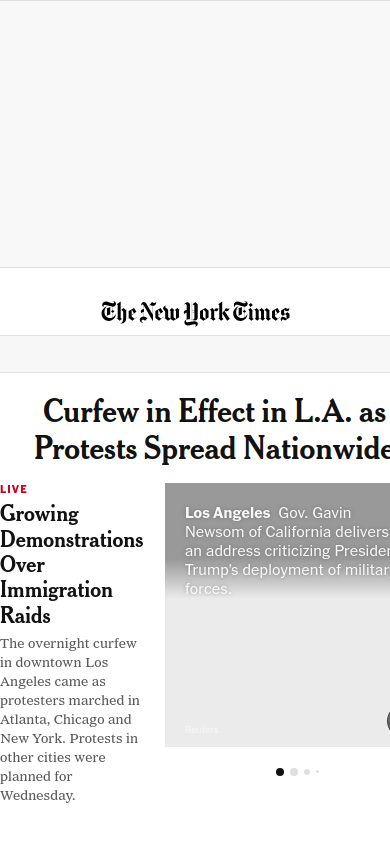 The New York Times
Curfew in Effect in L.A. as
Protests Spread Nationwide
LIVE
Growing
Demonstrations
Over
Immigration
Raids
The overnight curfew
in downtown Los
Angeles came as
protesters marched in
Atlanta, Chicago and
New York. Protests in
other cities were
planned for
Wednesday.
Los Angeles Gov. Gavin
Newsom of California delivers
an address criticizing Presiden
Trump’s deployment of militar
forces.
Reuters